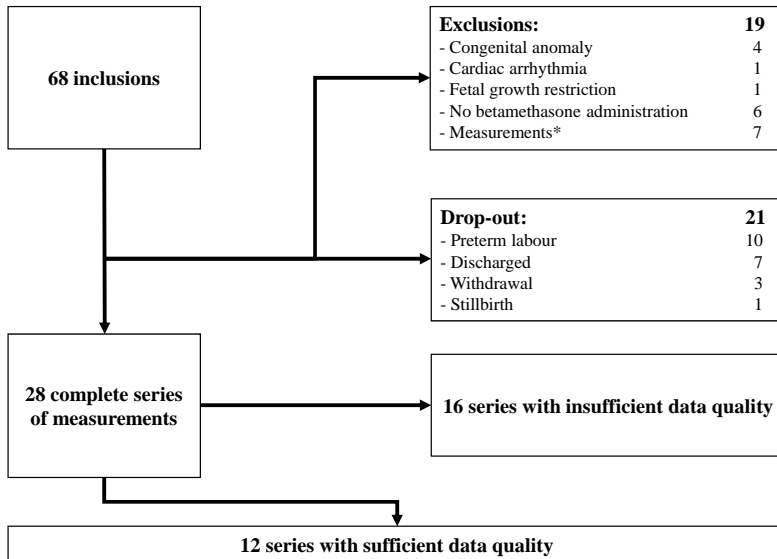 68 inclusions
Exclusions: 19
- Congenital anomaly 4
- Cardiac arrhythmia 1
- Fetal growth restriction 1
- No betamethasone administration 6
- Measurements* 7
Drop-out: 21
- Preterm labour 10
- Discharged 7
- Withdrawal 3
- Stillbirth 1
28 complete series
of measurements
16 series with insufficient data quality
12 series with sufficient data quality